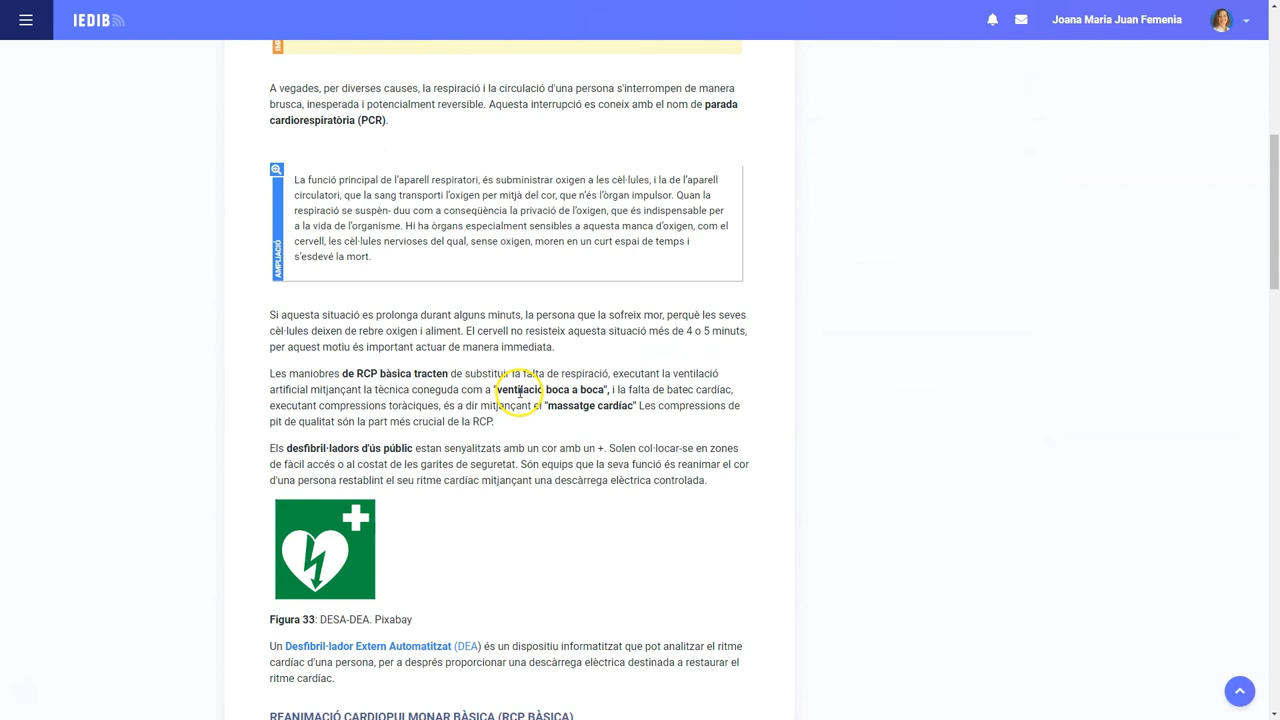 IEDIB
Joana Maria Juan Femenia
A vegades, per diverses causes, la respiració i la circulació d'una persona s'interrompen de manera
brusca, inesperada i potencialment reversible. Aquesta interrupció es coneix amb el nom de parada
cardiorespiratòria (PCR).
La funció principal de l'aparell respiratori, és subministrar oxigen a les cèl·lules, i la de l'aparell
circulatori, que la sang transporti l'oxigen per mitjà del cor, que n'és l'òrgan impulsor. Quan la
respiració se suspèn- duu com a conseqüència la privació de l'oxigen, que és indispensable per
a la vida de l'organisme. Hi ha òrgans especialment sensibles a aquesta manca d'oxigen, com el
cervell, les cèl·lules nervioses del qual, sense oxigen, moren en un curt espai de temps i
s'esdevé la mort.
AMPLIACIÓ
Si aquesta situació es prolonga durant alguns minuts, la persona que la sofreix mor, perquè les seves
cèl·lules deixen de rebre oxigen i aliment. El cervell no resisteix aquesta situació més de 4 o 5 minuts,
per aquest motiu és important actuar de manera immediata.
Les maniobres de RCP bàsica tracten de substituir la falta de respiració, executant la ventilació
artificial mitjançant la tècnica coneguda com a "ventilació boca a boca", i la falta de batec cardíac,
executant compressions toràciques, és a dir mitjançant el "massatge cardíac" Les compressions de
pit de qualitat són la part més crucial de la RCP.
Els desfibril·ladors d'ús públic estan senyalitzats amb un cor amb un +. Solen col·locar-se en zones
de fàcil accés o al costat de les garites de seguretat. Són equips que la seva funció és reanimar el cor
d'una persona restablint el seu ritme cardíac mitjançant una descàrrega elèctrica controlada.
Figura 33: DESA-DEA. Pixabay
Un Desfibril·lador Extern Automatitzat (DEA) és un dispositiu informatitzat que pot analitzar el ritme
cardíac d'una persona, per a després proporcionar una descàrrega elèctrica destinada a restaurar el
ritme cardíac.
REANIMACIÓ CARDIOPULMONAR BÀSICA (RCP BÀSICA)